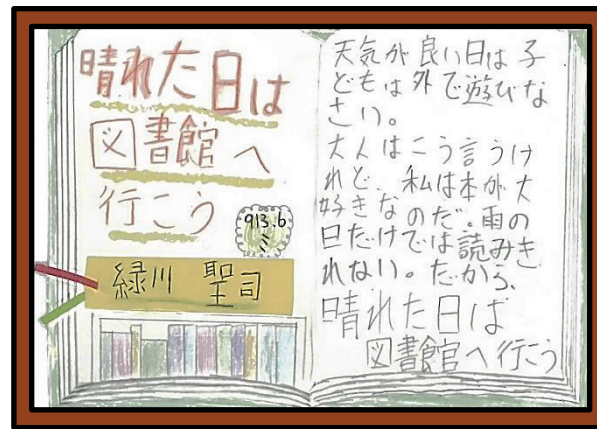 晴れた日は
図書館へ
行こう
913.6
ミ
緑川 聖司
天気が良い日は子
どもは外で遊びな
さい。
大人はこう言うけ
れど、私は本が大
好きなのだ。雨の
日だけでは読みき
れない。だから、
晴れた日は
図書館へ行こう